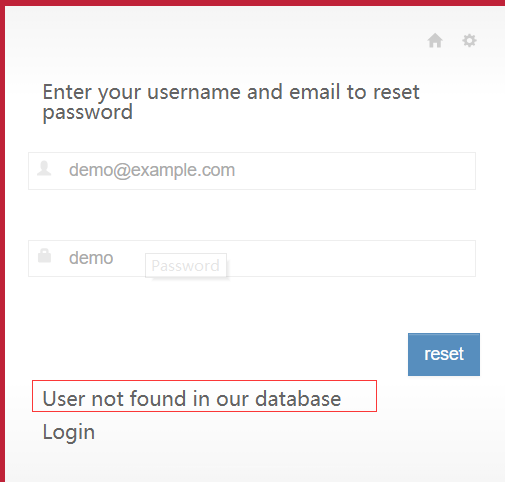 Enter your username and email to reset
password
demo@example.com
demo
Password
reset
User not found in our database
Login